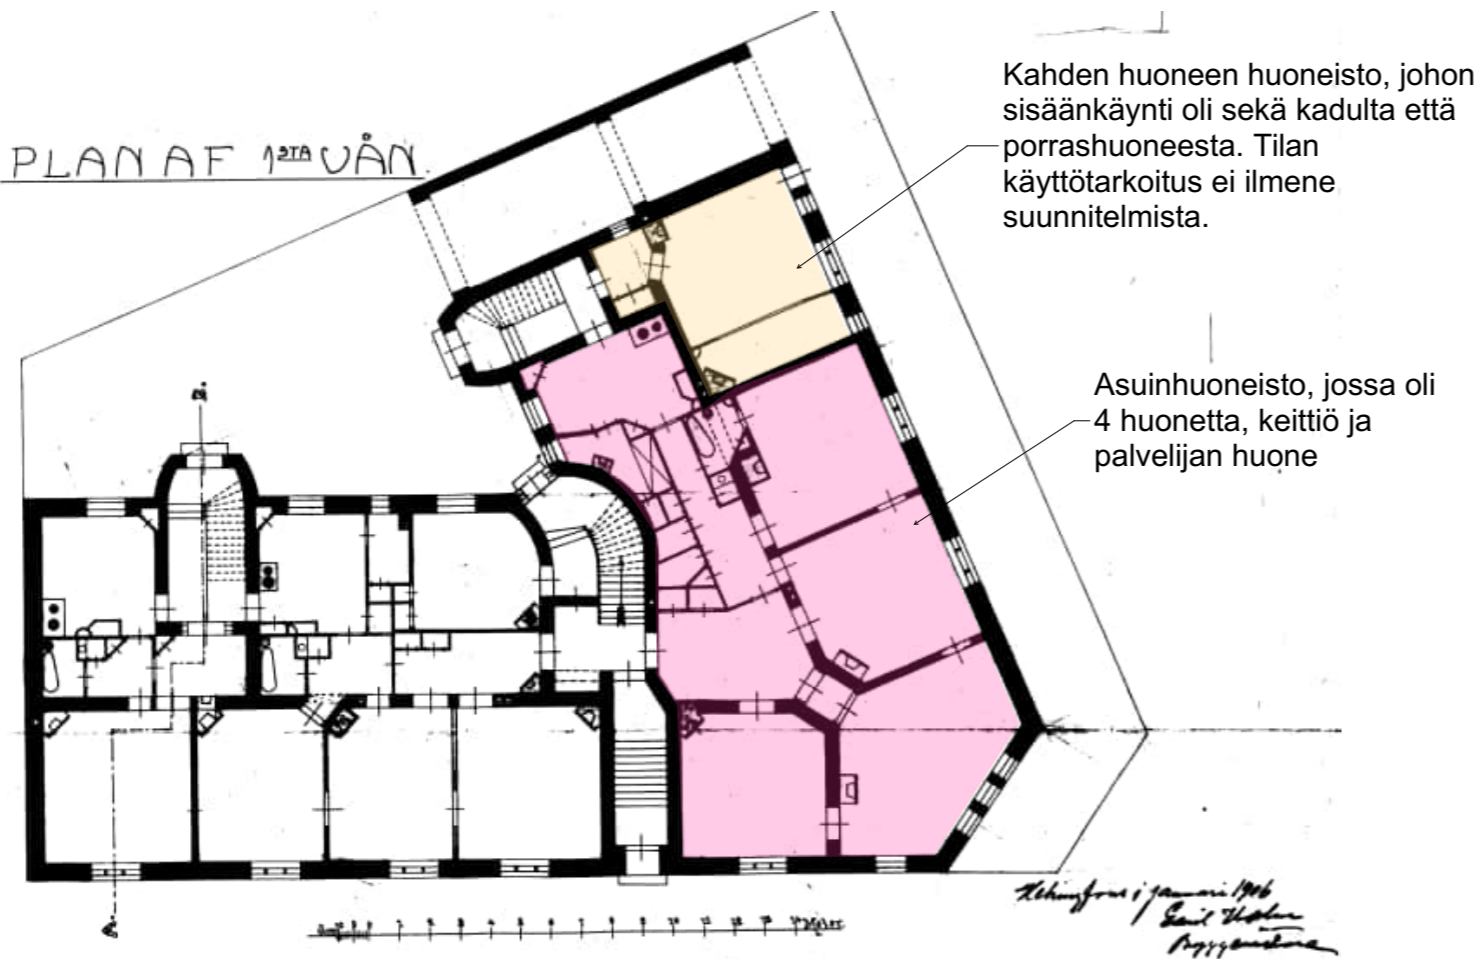 PLAN AF 1STA VÅN.
Kahden huoneen huoneisto, johon
sisäänkäynti oli sekä kadulta että
porrashuoneesta. Tilan
käyttötarkoitus ei ilmene
suunnitelmista.
Asuinhuoneisto, jossa oli
4 huonetta, keittiö ja
palvelijan huone
Helsingfors i januari 1906